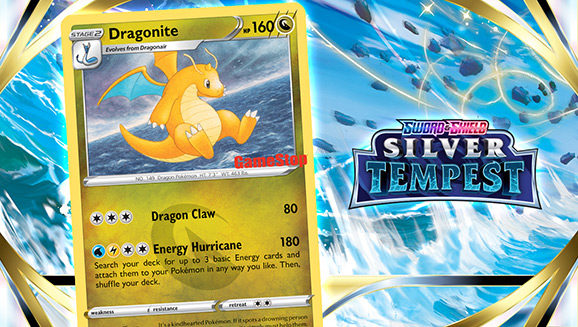 STAGE 2
Dragonite
HP 160
Evolves from Dragonair
GameStop
NO. 149 Dragon Pokémon HT: 7'3" WT: 463 lbs.
Dragon Claw 80
Energy Hurricane 180
Search your deck for up to 3 basic Energy cards and
attach them to your Pokémon in any way you like. Then,
shuffle your deck.
weakness resistance retreat
It's a kindhearted Pokémon. If it spots a drowning person
must help them.
SWORD & SHIELD
SILVER
TEMPEST